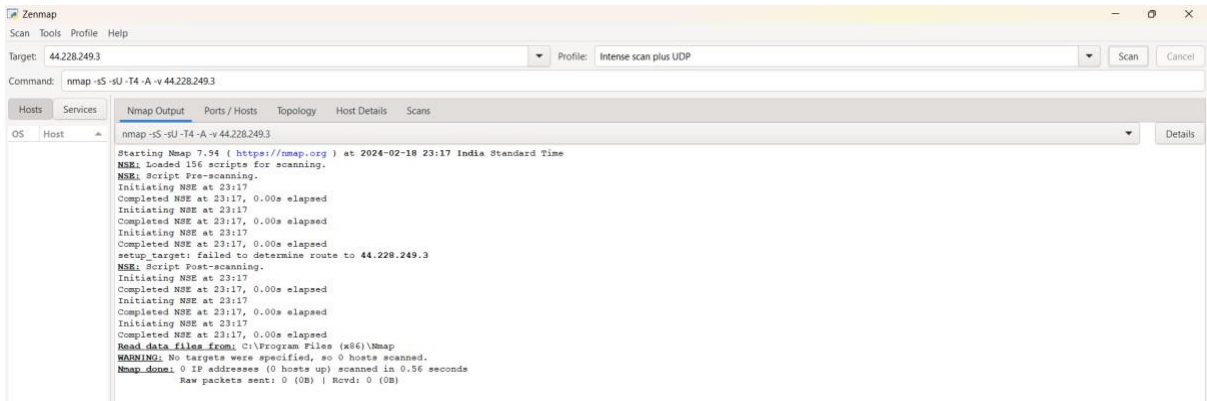 Zenmap
Scan Tools Profile Help
Target: 44.228.249.3 Profile: Intense scan plus UDP Scan Cancel
Command: nmap -sS -sU -T4 -A -v 44.228.249.3
Hosts Services Nmap Output Ports / Hosts Topology Host Details Scans
OS Host nmap -sS -sU -T4 -A -v 44.228.249.3 Details
Starting Nmap 7.94 ( https://nmap.org ) at 2024-02-18 23:17 India Standard Time
NSE: Loaded 156 scripts for scanning.
NSE: Script Pre-scanning.
Initiating NSE at 23:17
Completed NSE at 23:17, 0.00s elapsed
Initiating NSE at 23:17
Completed NSE at 23:17, 0.00s elapsed
Initiating NSE at 23:17
Completed NSE at 23:17, 0.00s elapsed
setup_target: failed to determine route to 44.228.249.3
NSE: Script Post-scanning.
Initiating NSE at 23:17
Completed NSE at 23:17, 0.00s elapsed
Initiating NSE at 23:17
Completed NSE at 23:17, 0.00s elapsed
Initiating NSE at 23:17
Completed NSE at 23:17, 0.00s elapsed
Read data files from: C:\Program Files (x86)\Nmap
WARNING: No targets were specified, so 0 hosts scanned.
Nmap done: 0 IP addresses (0 hosts up) scanned in 0.56 seconds
Raw packets sent: 0 (0B) | Rcvd: 0 (0B)